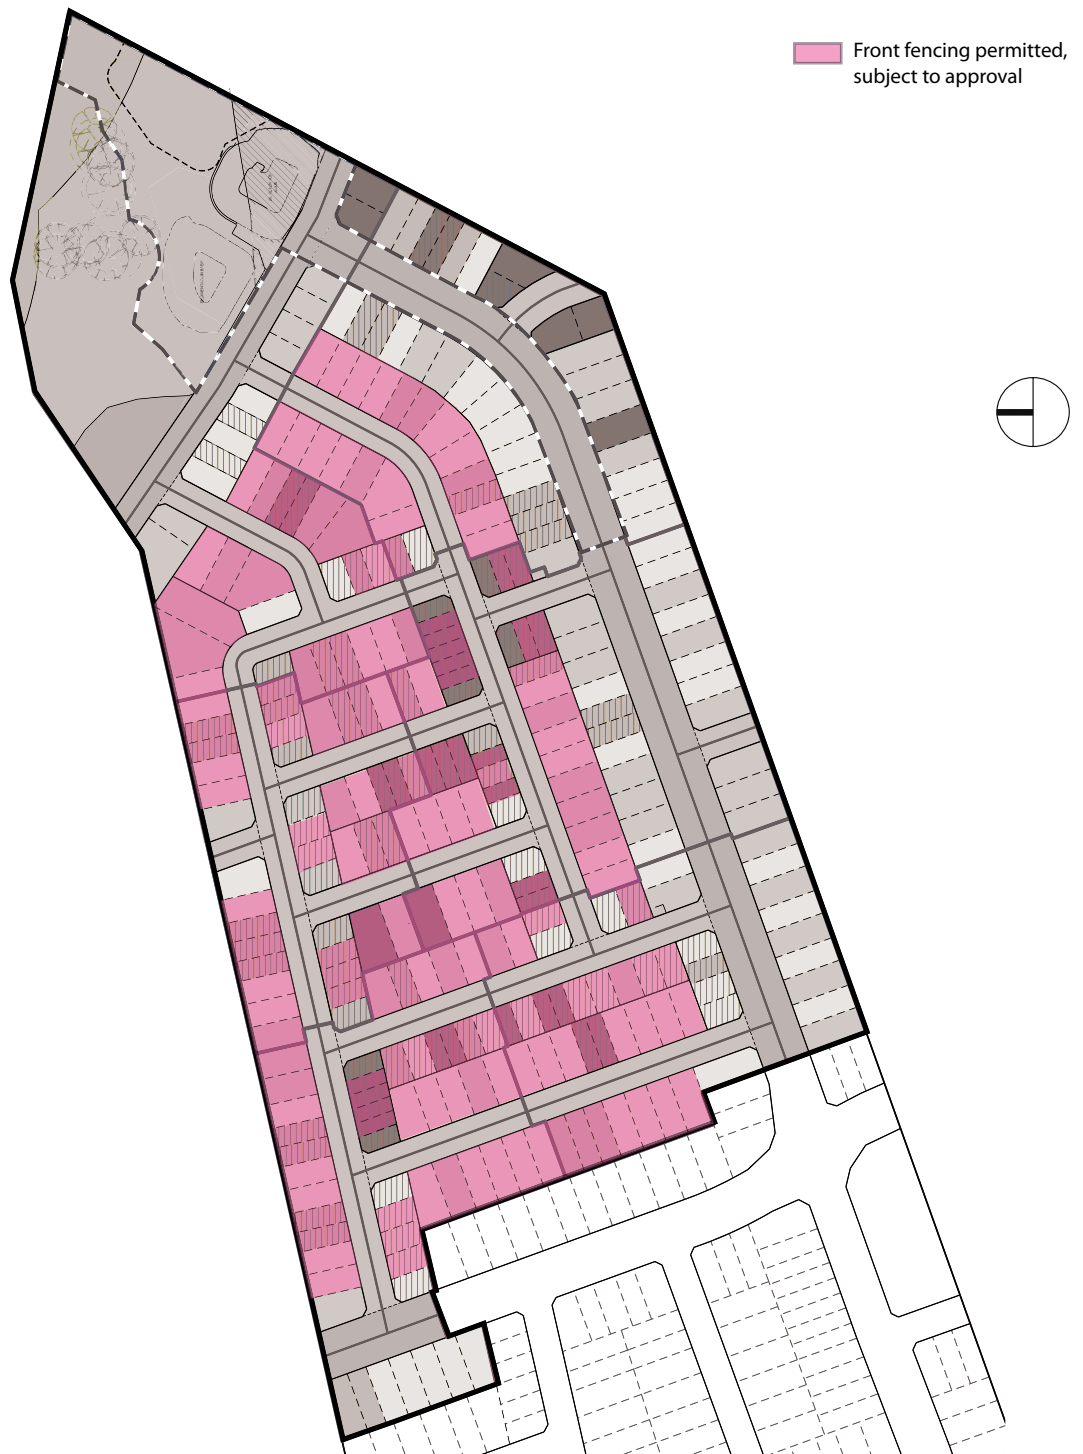 Front fencing permitted,
subject to approval